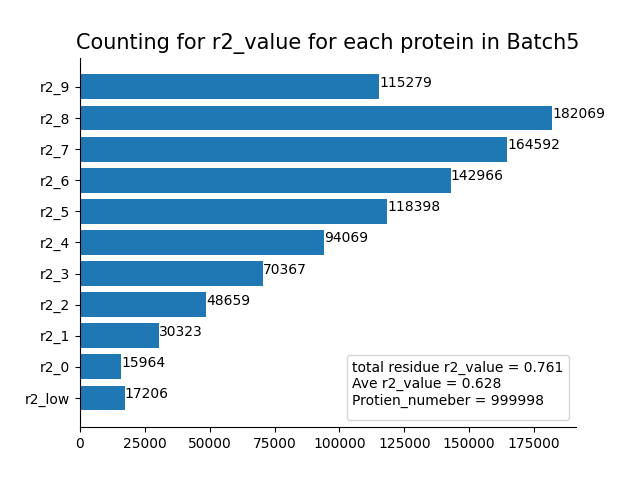 Counting for r2_value for each protein in Batch5
r2_9 115279
r2_8 182069
r2_7 164592
r2_6 142966
r2_5 118398
r2_4 94069
r2_3 70367
r2_2 48659
r2_1 30323
r2_0 15964
r2_low 17206
total residue r2_value = 0.761
Ave r2_value = 0.628
Protien_numeber = 999998
0 25000 50000 75000 100000 125000 150000 175000